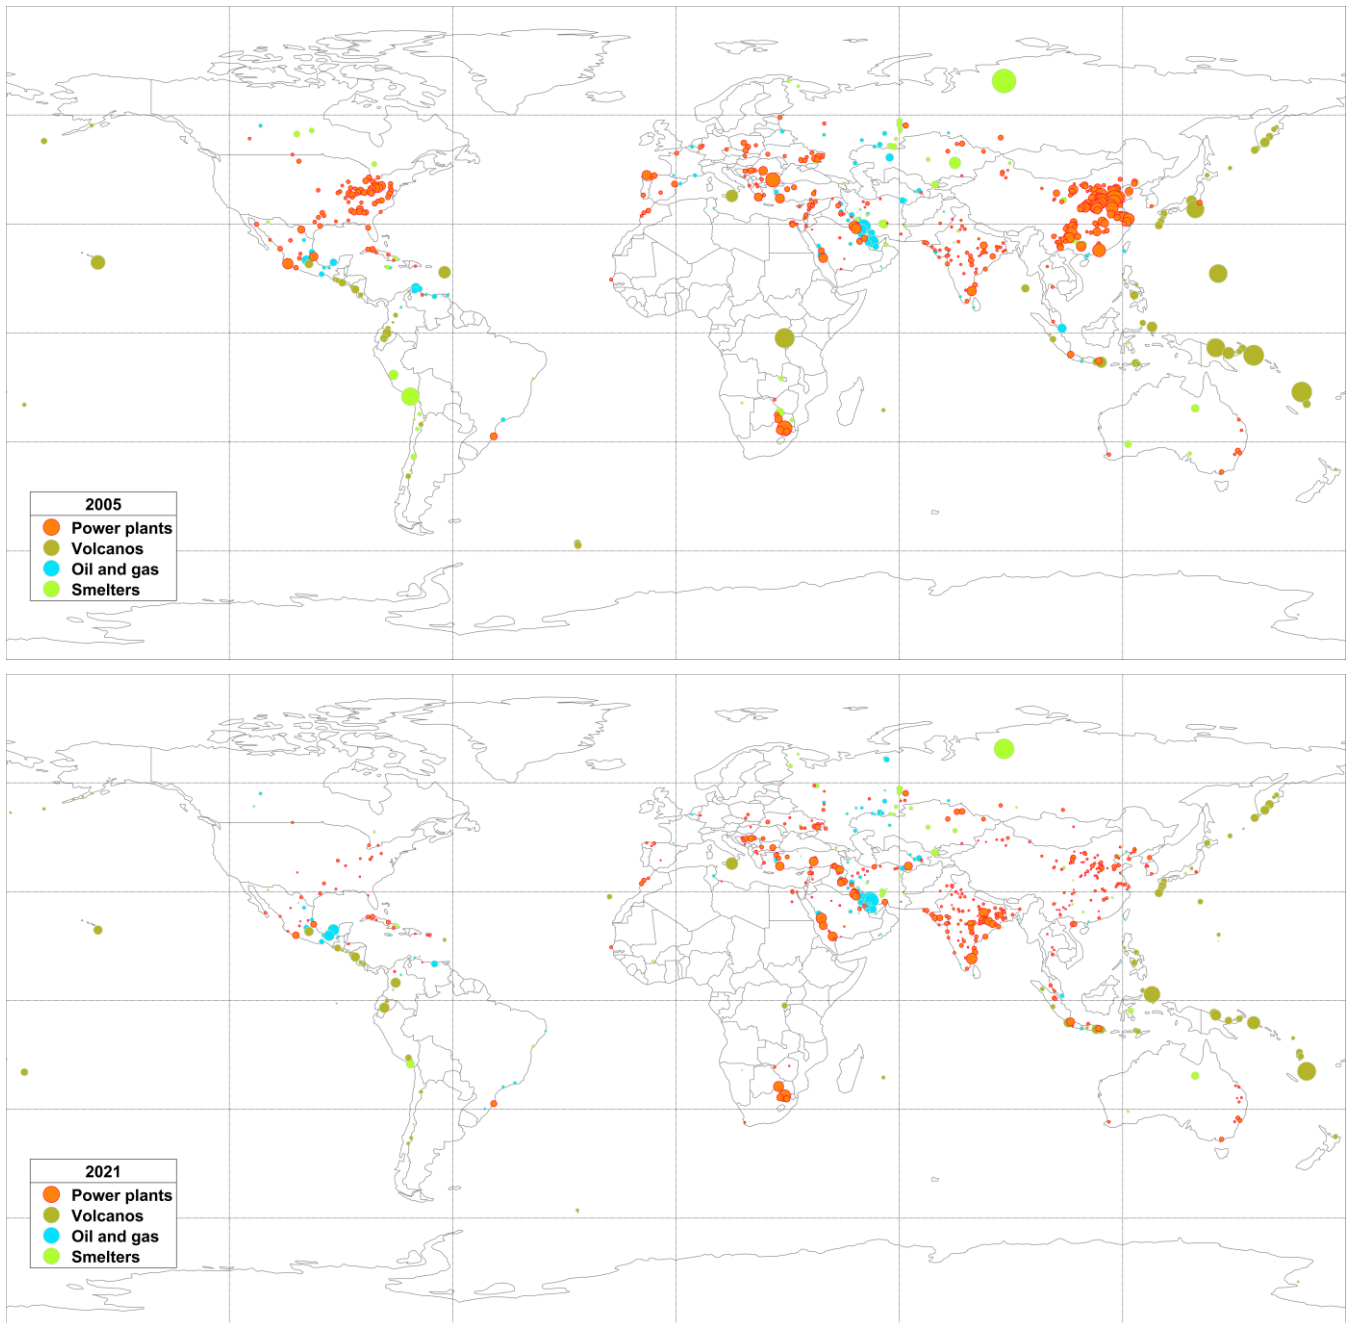 2005
Power plants
Volcanos
Oil and gas
Smelters
2021
Power plants
Volcanos
Oil and gas
Smelters